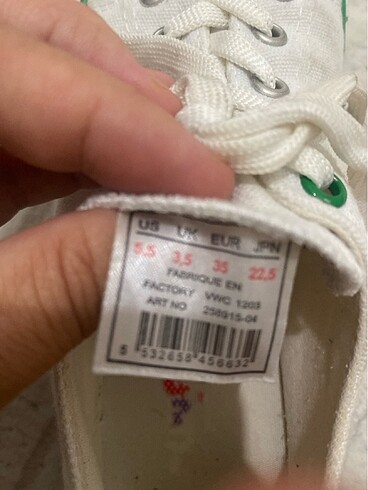 US UK EUR JPN
5,5 3,5 35 22,5
FABRIQUE EN
FACTORY VWC 1203
ART NO 25891S-04
5 532658 456632